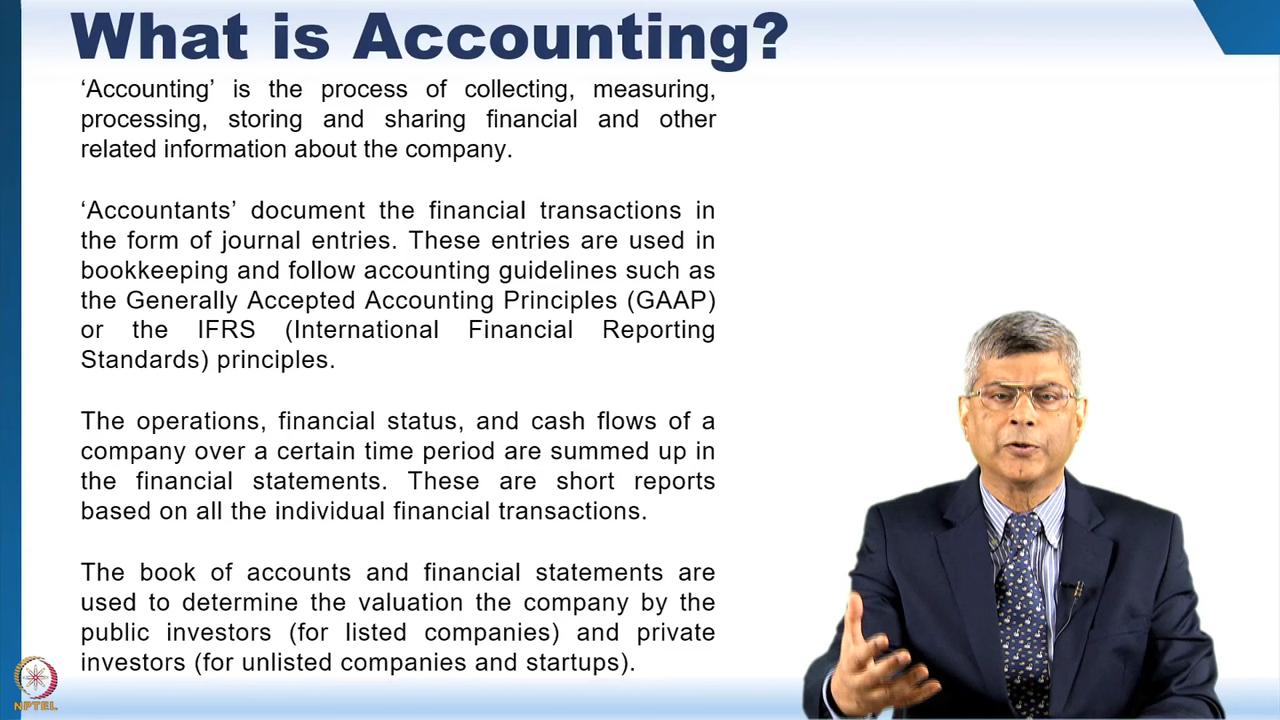 What is Accounting?
‘Accounting’ is the process of collecting, measuring,
processing, storing and sharing financial and other
related information about the company.
‘Accountants’ document the financial transactions in
the form of journal entries. These entries are used in
bookkeeping and follow accounting guidelines such as
the Generally Accepted Accounting Principles (GAAP)
or the IFRS (International Financial Reporting
Standards) principles.
The operations, financial status, and cash flows of a
company over a certain time period are summed up in
the financial statements. These are short reports
based on all the individual financial transactions.
The book of accounts and financial statements are
used to determine the valuation the company by the
public investors (for listed companies) and private
investors (for unlisted companies and startups).
NPTEL